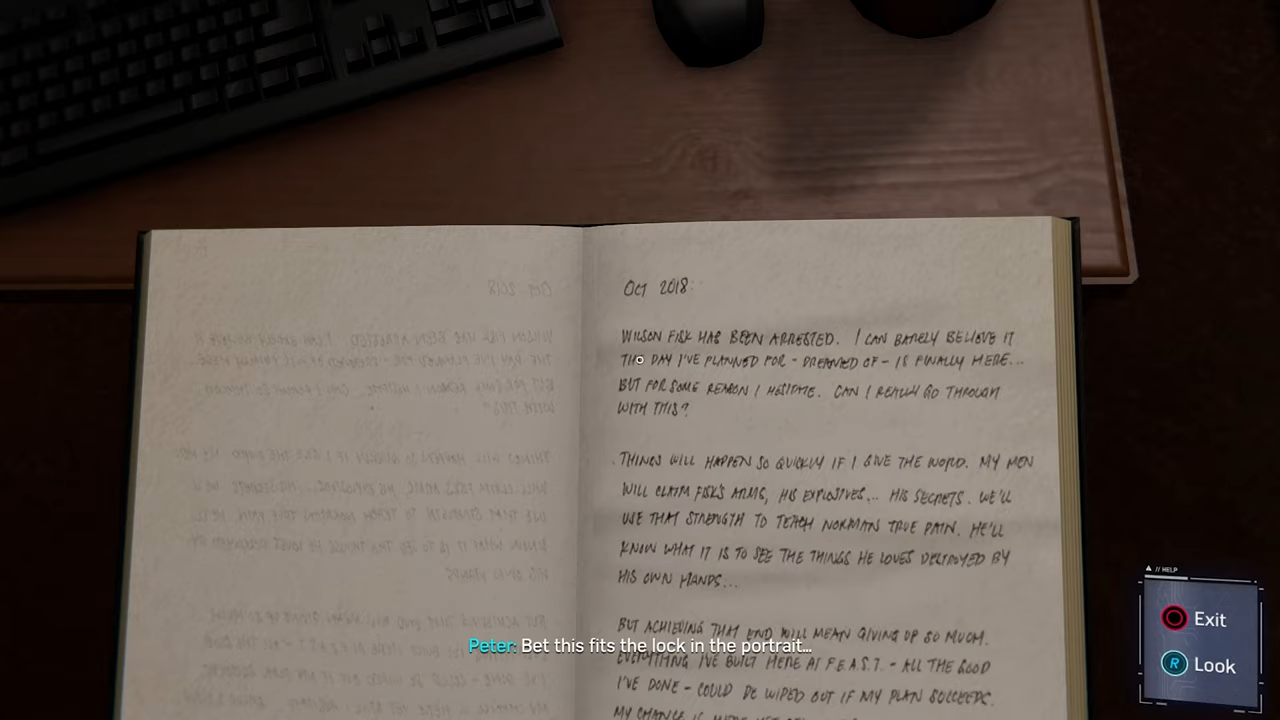 OCT 2018
WILSON FISK HAS BEEN ARRESTED. I CAN BARELY BELIEVE IT
THE DAY I'VE PLANNED FOR - DREAMED OF - IS FINALLY HERE...
BUT FOR SOME REASON I HESITATE. CAN I REALLY GO THROUGH
WITH THIS?
THINGS WILL HAPPEN SO QUICKLY IF I GIVE THE WORD. MY MEN
WILL CLAIM FISK'S ARMS, HIS EXPLOSIVES... HIS SECRETS. WE'LL
USE THAT STRENGTH TO TEACH NORMAN TRUE PAIN. HE'LL
KNOW WHAT IT IS TO SEE THE THINGS HE LOVES DESTROYED BY
HIS OWN HANDS...
BUT ACHIEVING THAT END WILL MEAN GIVING UP SO MUCH.
Peter: Bet this fits the lock in the portrait...
EVERYTHING I'VE BUILT HERE AT F.E.A.S.T. - ALL THE GOOD
I'VE DONE - COULD BE WIPED OUT IF MY PLAN SUCCEEDS.
MY CHANCE IS HERE
// HELP
Exit
R Look